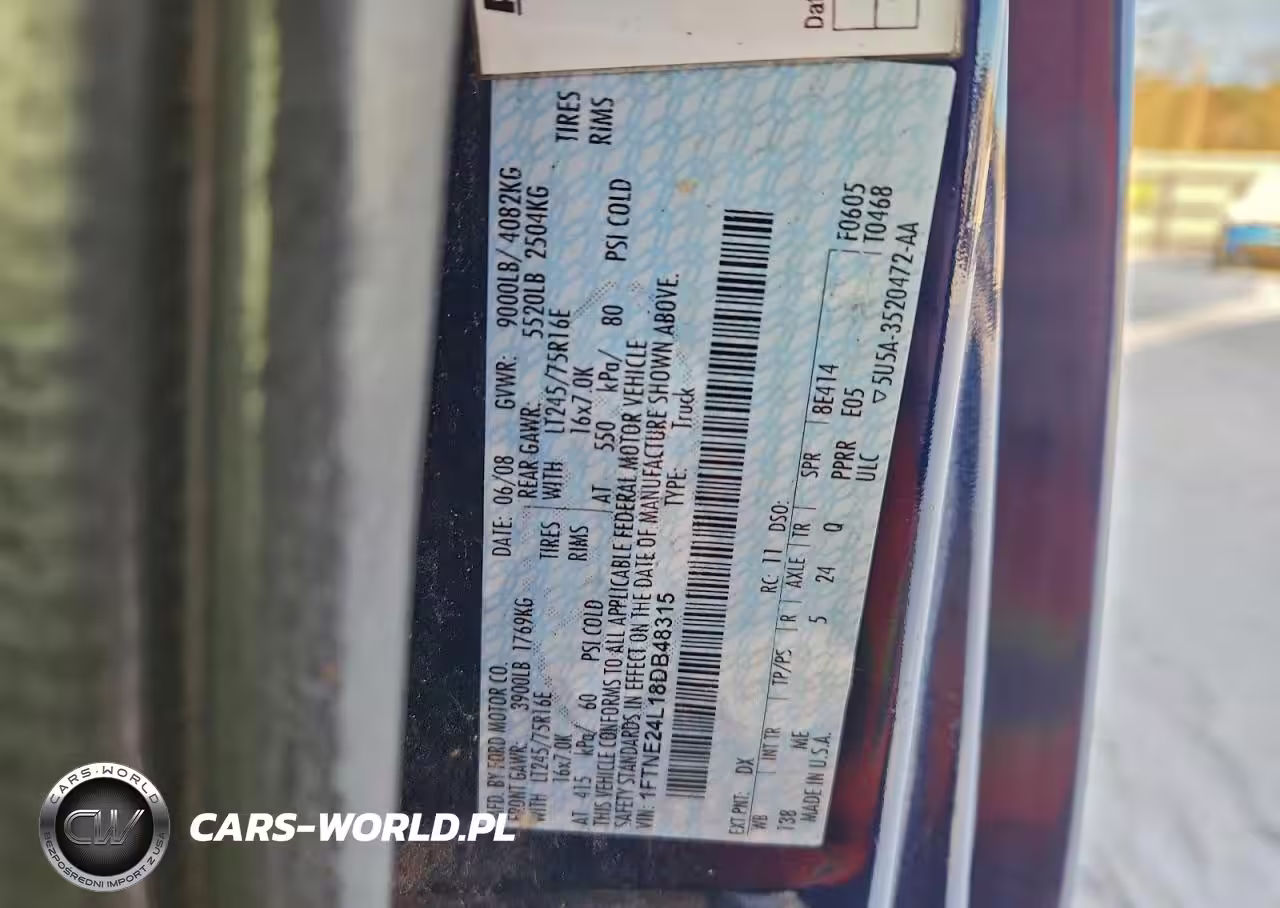 Dat
MFD. BY FORD MOTOR CO.
DATE: 06/08 GVWR: 9000LB/ 4082KG
FRONT GAWR: 3900LB 1769KG REAR GAWR: 5520LB 2504KG
WITH LT245/75R16E TIRES WITH LT245/75R16E TIRES
16x7.0K RIMS 16x7.0K RIMS
AT 415 kPa/ 60 PSI COLD AT 550 kPa/ 80 PSI COLD
THIS VEHICLE CONFORMS TO ALL APPLICABLE FEDERAL MOTOR VEHICLE
SAFETY STANDARDS IN EFFECT ON THE DATE OF MANUFACTURE SHOWN ABOVE.
VIN: 1FTNE24L18DB48315 TYPE: Truck
EXT PNT: DX RC: 11 DSO:
WB INT TR TP/PS R AXLE TR SPR 8E414 F0605
138 ME 5 24 Q PPRR E05 T0468
MADE IN U.S.A. ULC ▽5U5A-3520472-AA
CARS-WORLD
CW
BEZPOŚREDNI IMPORT Z USA
CARS-WORLD.PL